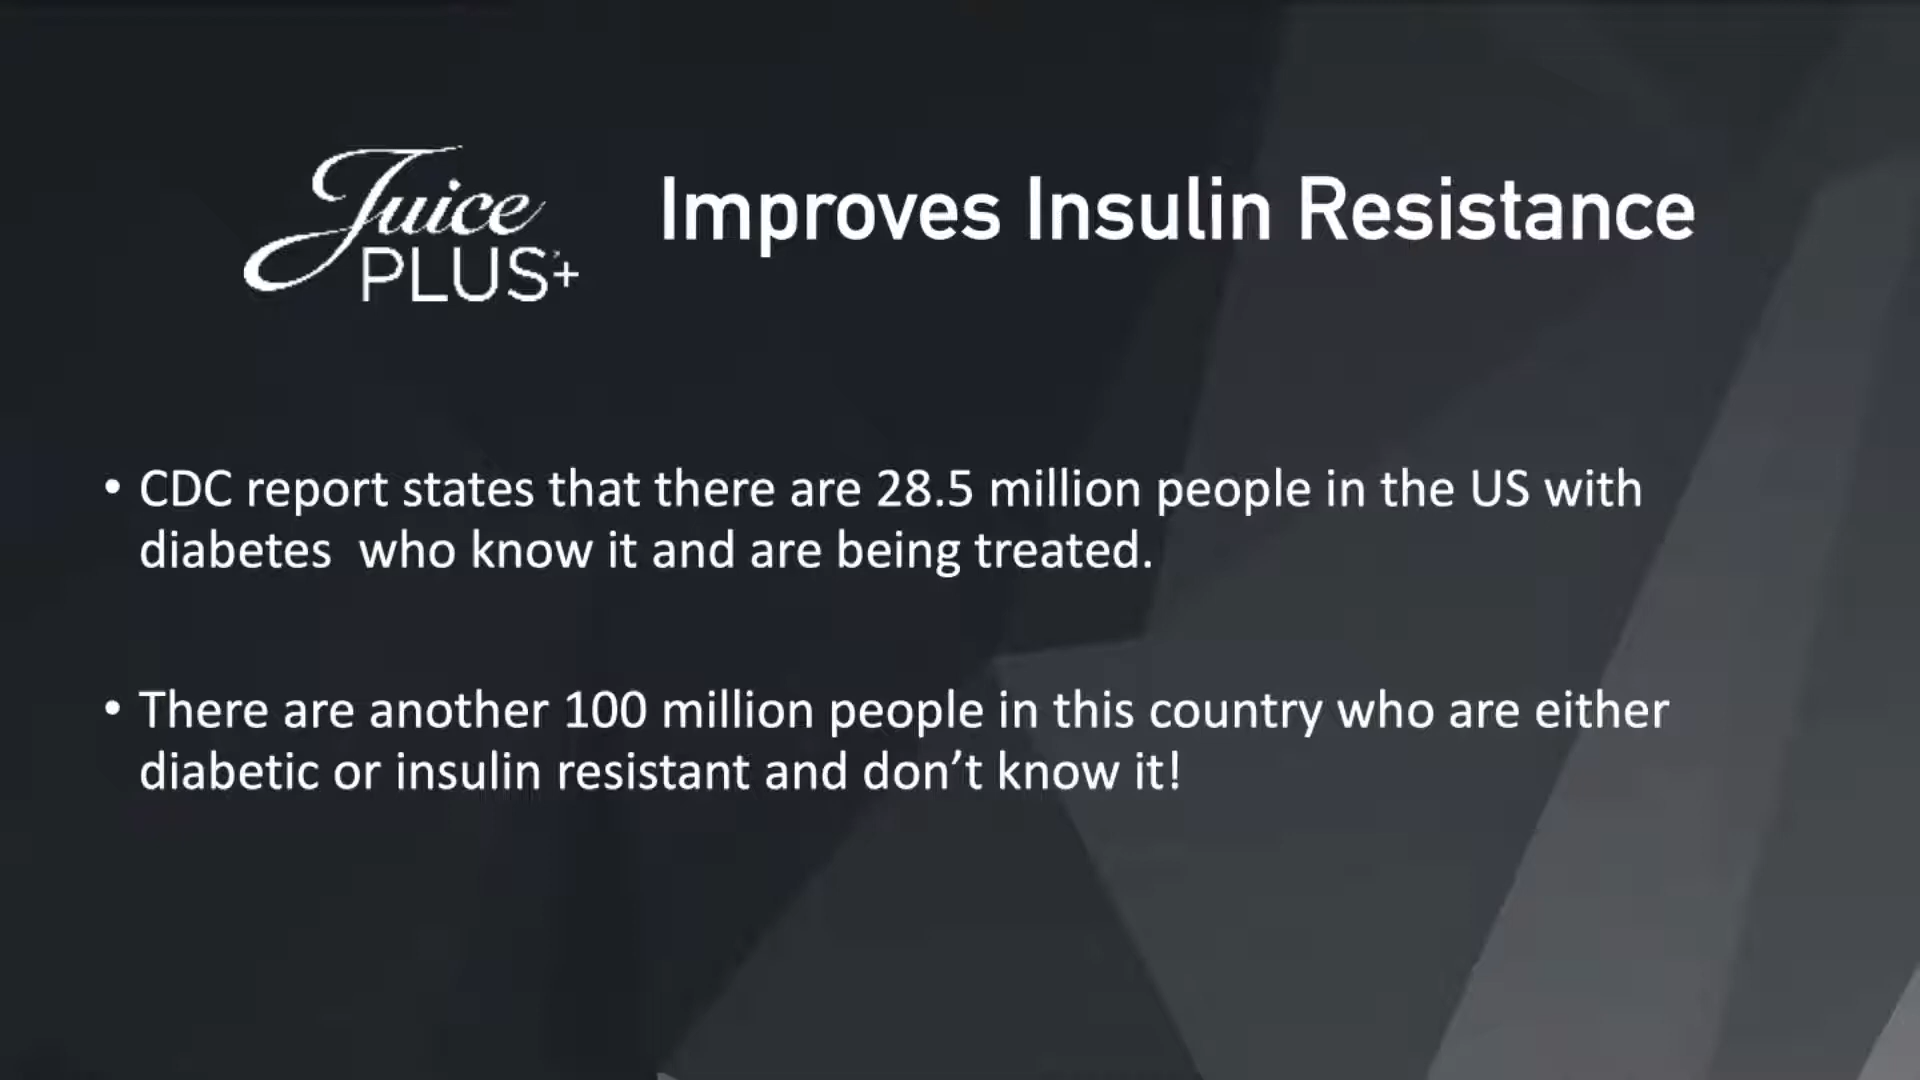 Juice
PLUS+
Improves Insulin Resistance
• CDC report states that there are 28.5 million people in the US with
diabetes  who know it and are being treated.
• There are another 100 million people in this country who are either
diabetic or insulin resistant and don’t know it!